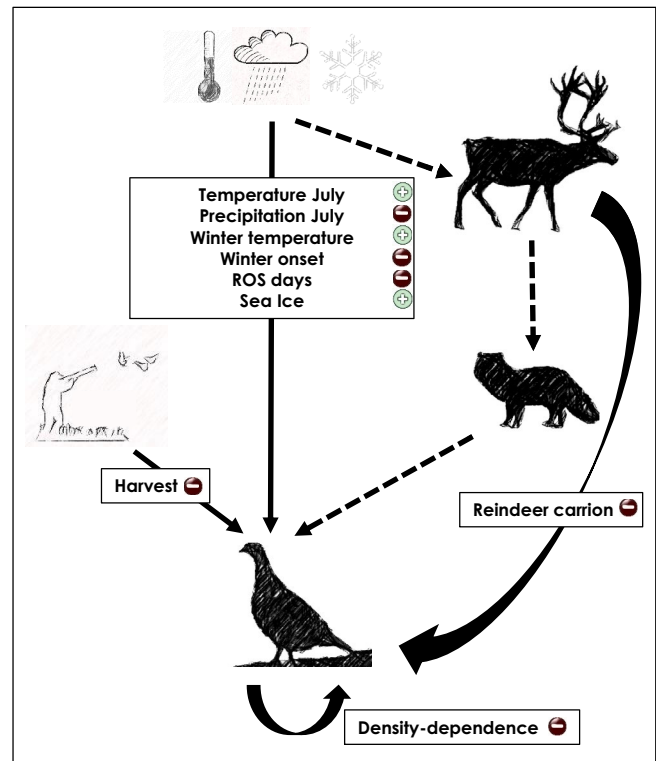 Temperature July
Precipitation July
Winter temperature
Winter onset
ROS days
Sea Ice
Harvest
Reindeer carrion
Density-dependence